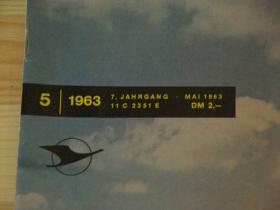 5 | 1963
7. JAHRGANG · MAI 1963
11 C 2351 E DM 2,—